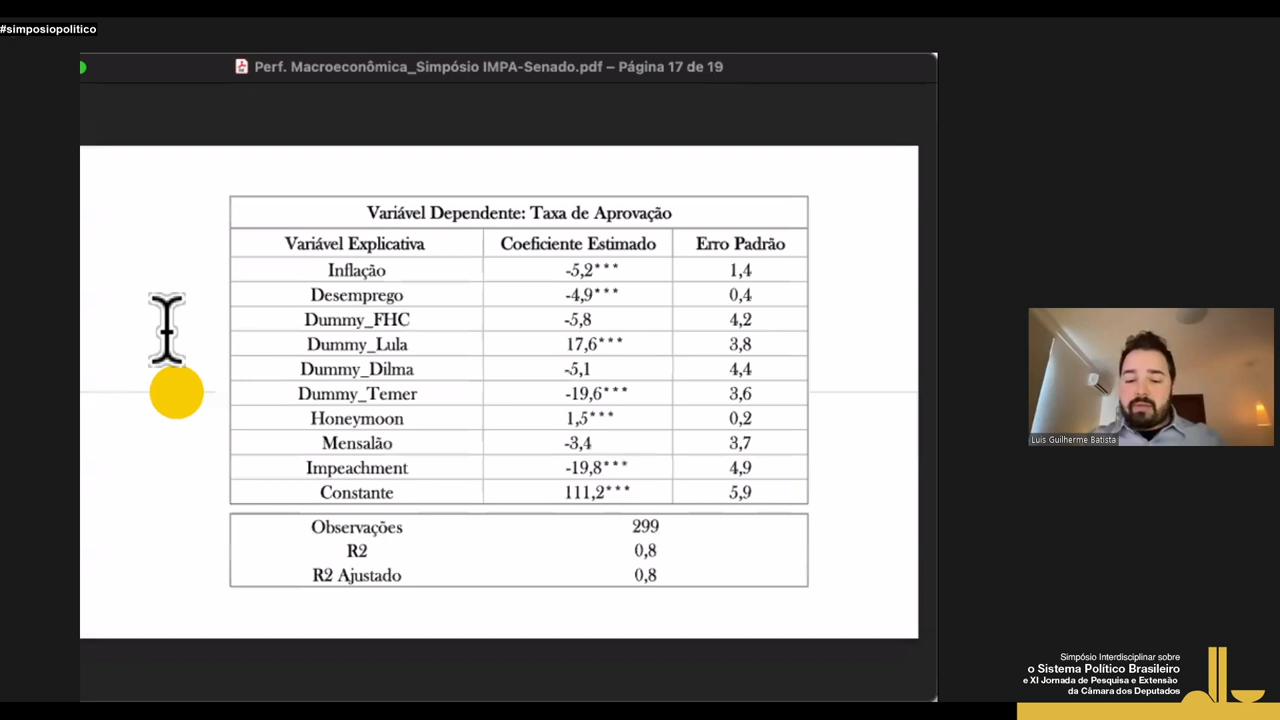 #simposiopolitico
Perf. Macroeconômica_Simpósio IMPA-Senado.pdf – Página 17 de 19
Variável Dependente: Taxa de Aprovação
Variável Explicativa Coeficiente Estimado Erro Padrão
Inflação -5,2*** 1,4
Desemprego -4,9*** 0,4
Dummy_FHC -5,8 4,2
Dummy_Lula 17,6*** 3,8
Dummy_Dilma -5,1 4,4
Dummy_Temer -19,6*** 3,6
Honeymoon 1,5*** 0,2
Mensalão -3,4 3,7
Impeachment -19,8*** 4,9
Constante 111,2*** 5,9
Observações 299
R2 0,8
R2 Ajustado 0,8
Luis Guilherme Batista
Simpósio Interdisciplinar sobre
o Sistema Político Brasileiro
e XI Jornada de Pesquisa e Extensão
da Câmara dos Deputados